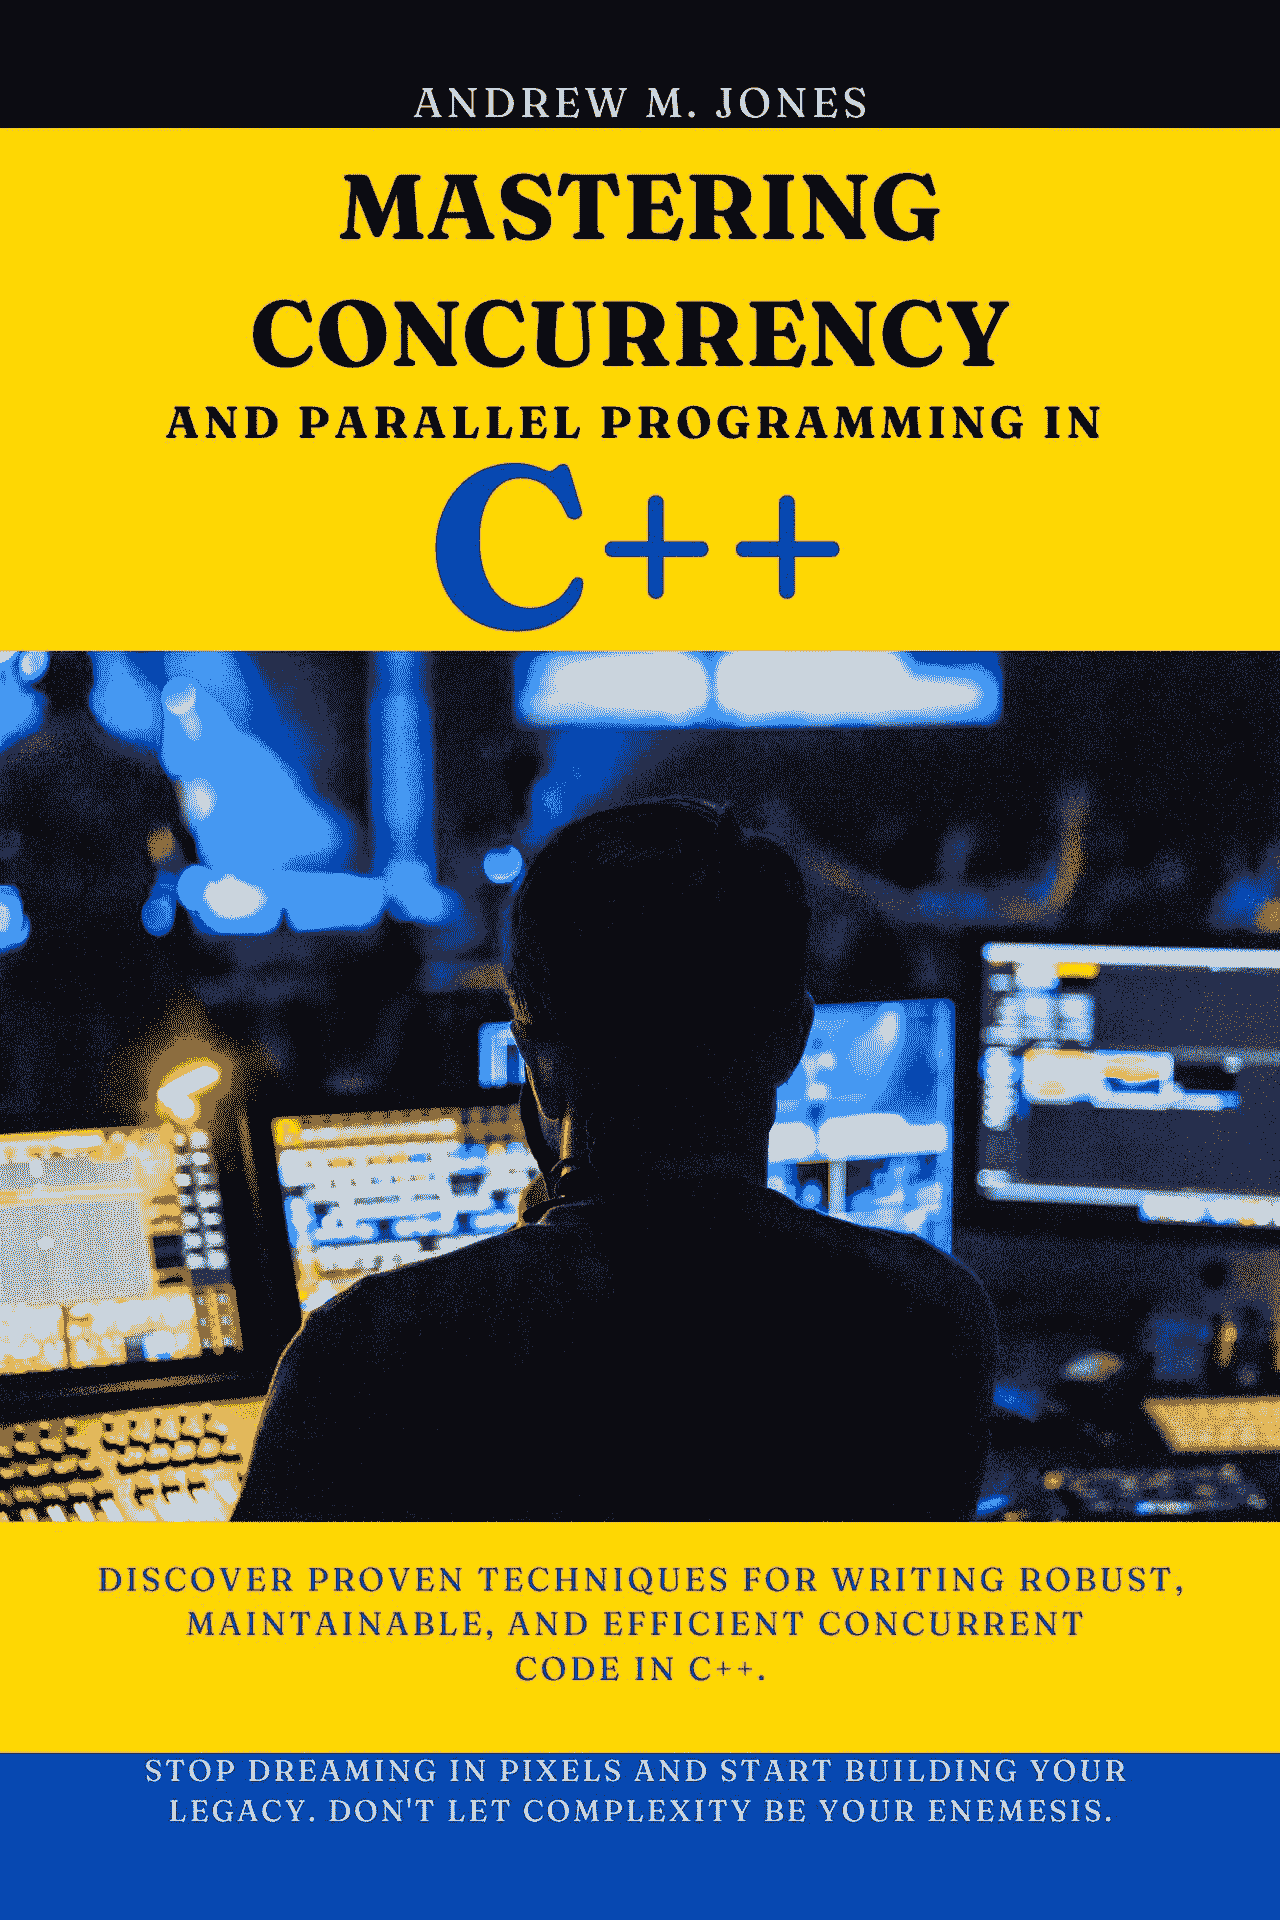 ANDREW M. JONES
MASTERING
CONCURRENCY
AND PARALLEL PROGRAMMING IN
C++
DISCOVER PROVEN TECHNIQUES FOR WRITING ROBUST,
MAINTAINABLE, AND EFFICIENT CONCURRENT
CODE IN C++.
STOP DREAMING IN PIXELS AND START BUILDING YOUR
LEGACY. DON'T LET COMPLEXITY BE YOUR ENEMESIS.